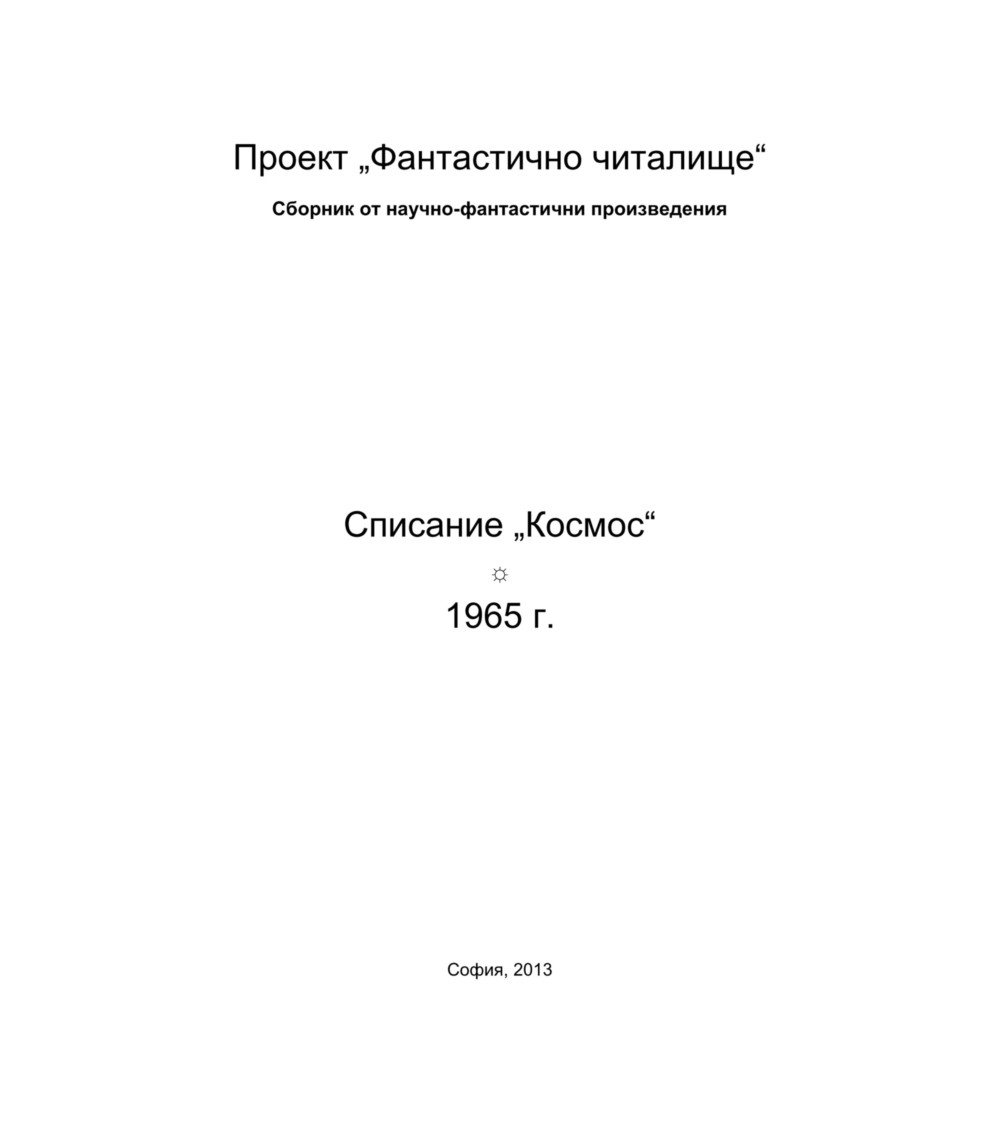 Проект „Фантастично читалище“
Сборник от научно-фантастични произведения
Списание „Космос“
☼
1965 г.
София, 2013